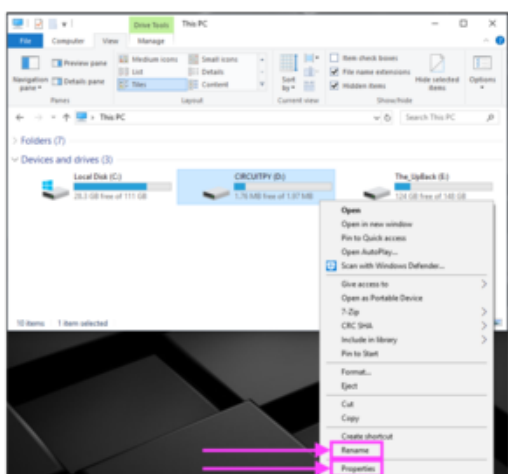 Drive Tools This PC
File Computer View Manage
Navigation pane
Preview pane
Details pane
Panes
Medium icons Small icons
List Details
Tiles Content
Layout
Sort by
Current view
Item check boxes
File name extensions
Hidden items
Hide selected items
Show/hide
Options
This PC
Search This PC
Folders (7)
Devices and drives (3)
Local Disk (C:)
28.3 GB free of 111 GB
CIRCUITPY (D:)
1.76 MB free of 1.97 MB
The_UpBack (E:)
124 GB free of 140 GB
Open
Open in new window
Pin to Quick access
Open AutoPlay...
Scan with Windows Defender...
Give access to
Open as Portable Device
7-Zip
CRC SHA
Include in library
Pin to Start
Format...
Eject
Cut
Copy
Create shortcut
Rename
Properties
10 items 1 item selected